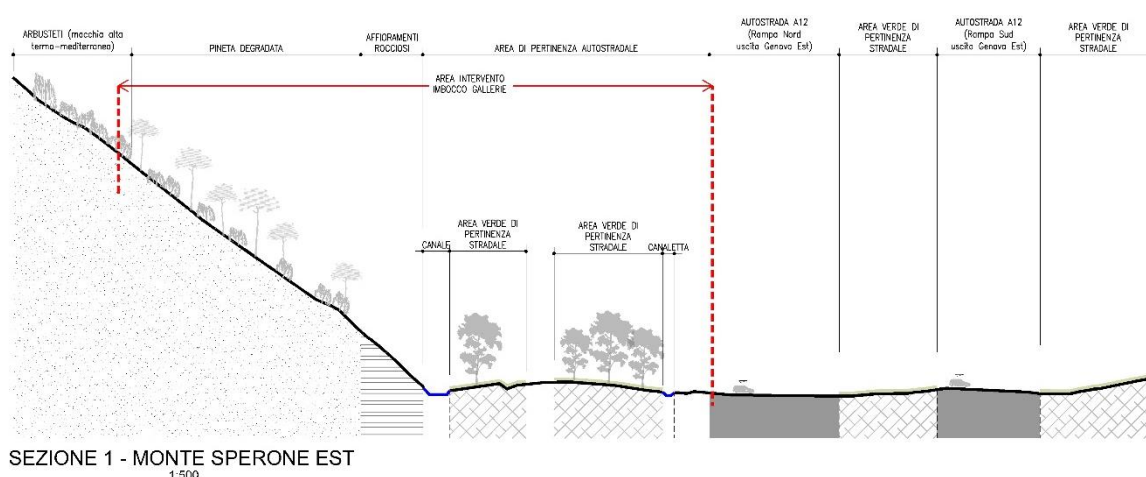 ARBUSTETI (macchia alta
termo-mediterranea)
PINETA DEGRADATA
AFFIORAMENTI
ROCCIOSI
AREA DI PERTINENZA AUTOSTRADALE
AUTOSTRADA A12
(Rampa Nord
uscita Genova Est)
AREA VERDE DI
PERTINENZA
STRADALE
AUTOSTRADA A12
(Rampa Sud
uscita Genova Est)
AREA VERDE DI
PERTINENZA
STRADALE
AREA INTERVENTO
IMBOCCO GALLERIE
CANALE
AREA VERDE DI
PERTINENZA
STRADALE
AREA VERDE DI
PERTINENZA
STRADALE
CANALETTA
SEZIONE 1 - MONTE SPERONE EST
1:500